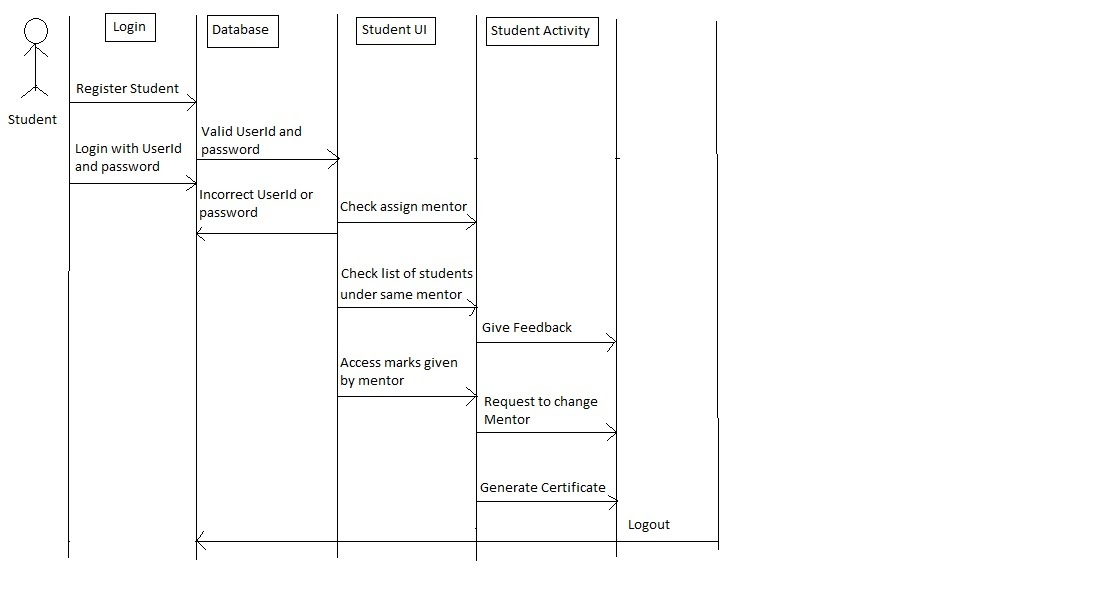 Login
Database
Student UI
Student Activity
Student
Register Student
Valid UserId and
password
Login with UserId
and password
Incorrect UserId or
password
Check assign mentor
Check list of students
under same mentor
Give Feedback
Access marks given
by mentor
Request to change
Mentor
Generate Certificate
Logout